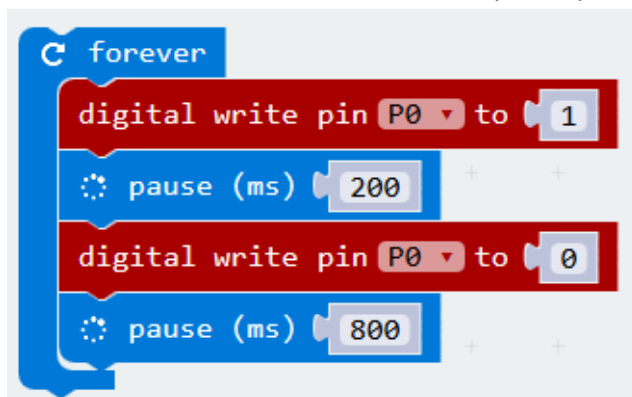 forever
digital write pin P0 to 1
pause (ms) 200
digital write pin P0 to 0
pause (ms) 800